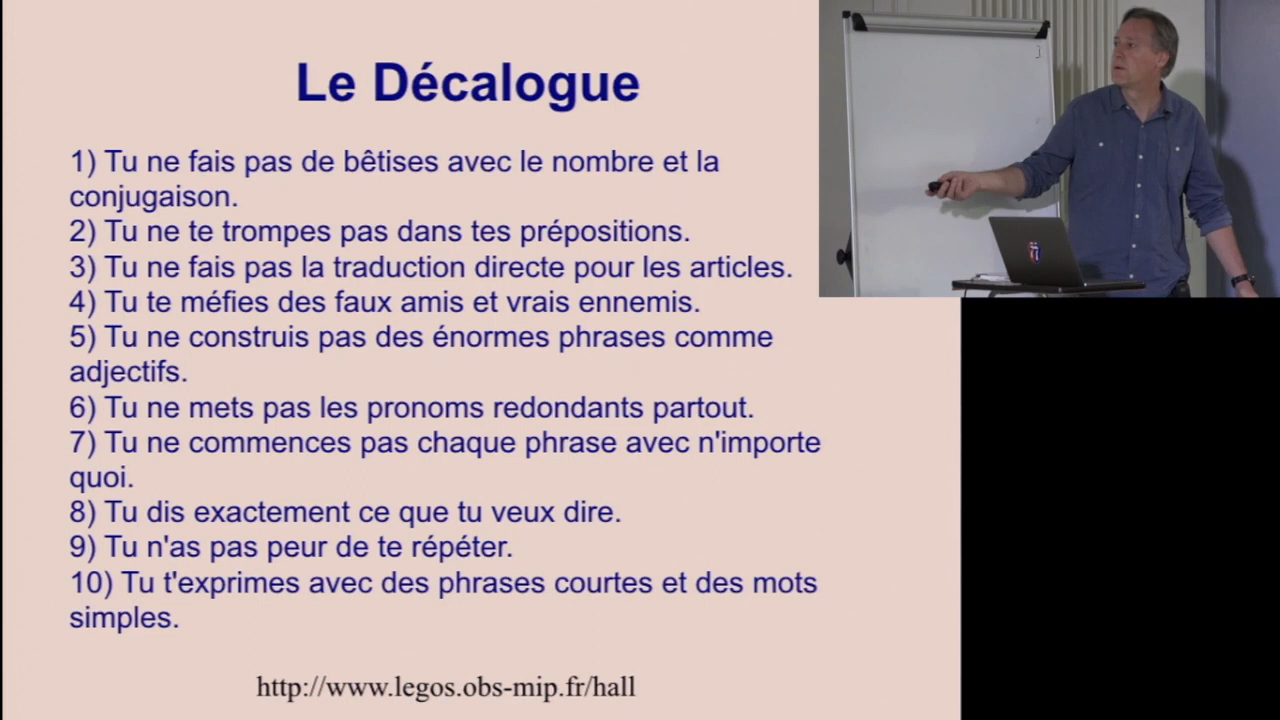 Le Décalogue
1) Tu ne fais pas de bêtises avec le nombre et la
conjugaison.
2) Tu ne te trompes pas dans tes prépositions.
3) Tu ne fais pas la traduction directe pour les articles.
4) Tu te méfies des faux amis et vrais ennemis.
5) Tu ne construis pas des énormes phrases comme
adjectifs.
6) Tu ne mets pas les pronoms redondants partout.
7) Tu ne commences pas chaque phrase avec n'importe
quoi.
8) Tu dis exactement ce que tu veux dire.
9) Tu n'as pas peur de te répéter.
10) Tu t'exprimes avec des phrases courtes et des mots
simples.
http://www.legos.obs-mip.fr/hall